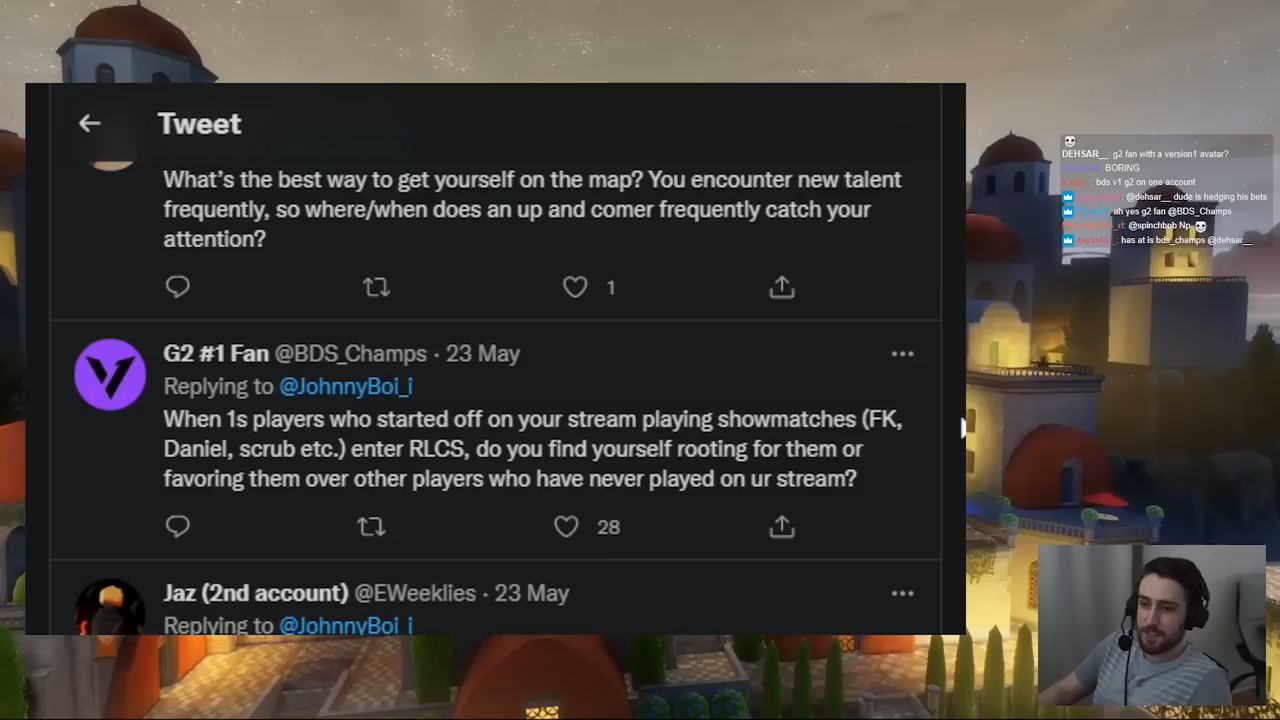 Tweet
What's the best way to get yourself on the map? You encounter new talent
frequently, so where/when does an up and comer frequently catch your
attention?
1
G2 #1 Fan @BDS_Champs · 23 May
Replying to @JohnnyBoi_i
When 1s players who started off on your stream playing showmatches (FK,
Daniel, scrub etc.) enter RLCS, do you find yourself rooting for them or
favoring them over other players who have never played on ur stream?
28
Jaz (2nd account) @EWeeklies · 23 May
Replying to @JohnnyBoi_i
DEHSAR__: g2 fan with a version1 avatar?
: BORING
: bds v1 g2 on one account
: @dehsar__ dude is hedging his bets
: ah yes g2 fan @BDS_Champs
: @spinchbob Np
: has at is bds_champs @dehsar__